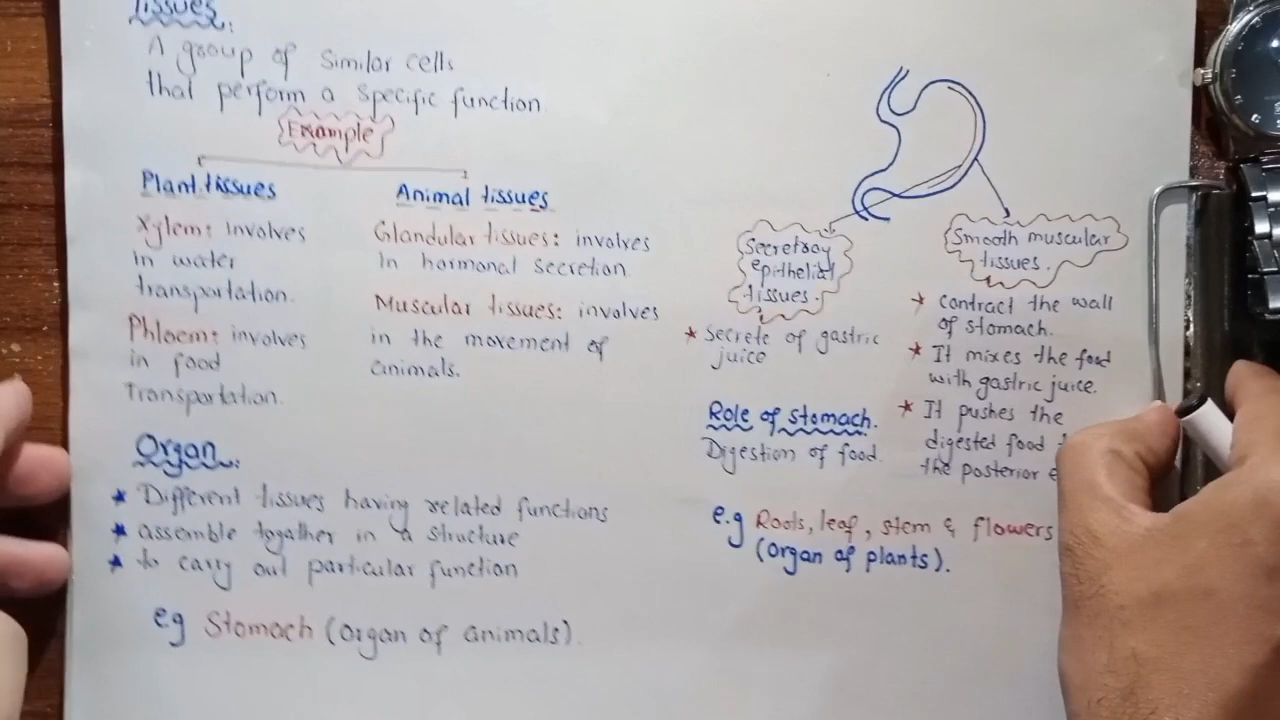 Tissues:
A group of similar cells
that perform a specific function
Example
Plant tissues
Xylem: involves
in water
transportation.
Phloem: involves
in food
Transportation.
Animal tissues
Glandular tissues: involves
in hormonal secretion
Muscular tissues: involves
in the movement of
animals.
Organ:
Different tissues having related functions
assemble together in a structure
to carry out particular function
e.g Stomach (Organ of animals).
Secretroy
epithelial
tissues.
* Secrete of gastric
juice
Smooth muscular
tissues.
* contract the wall
of stomach.
* It mixes the food
with gastric juice.
* It pushes the
digested food
the posterior
Role of stomach.
Digestion of food.
e.g Roots, leaf, stem & flowers
(Organ of plants).